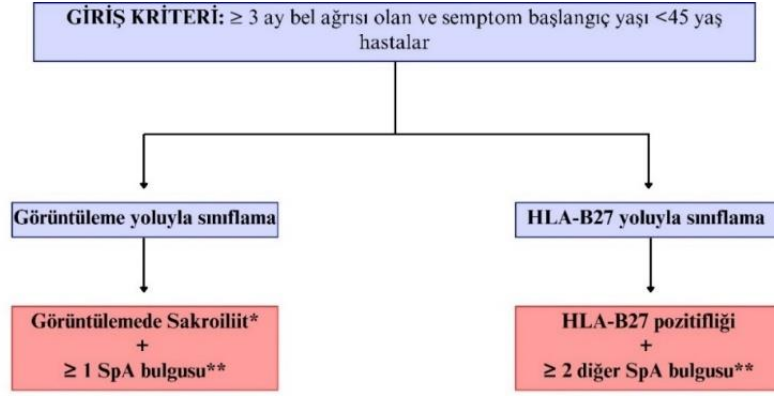 GİRİŞ KRİTERİ: ≥ 3 ay bel ağrısı olan ve semptom başlangıç yaşı <45 yaş
hastalar
Görüntüleme yoluyla sınıflama
HLA-B27 yoluyla sınıflama
Görüntülemede Sakroiliit*
+
≥ 1 SpA bulgusu**
HLA-B27 pozitifliği
+
≥ 2 diğer SpA bulgusu**